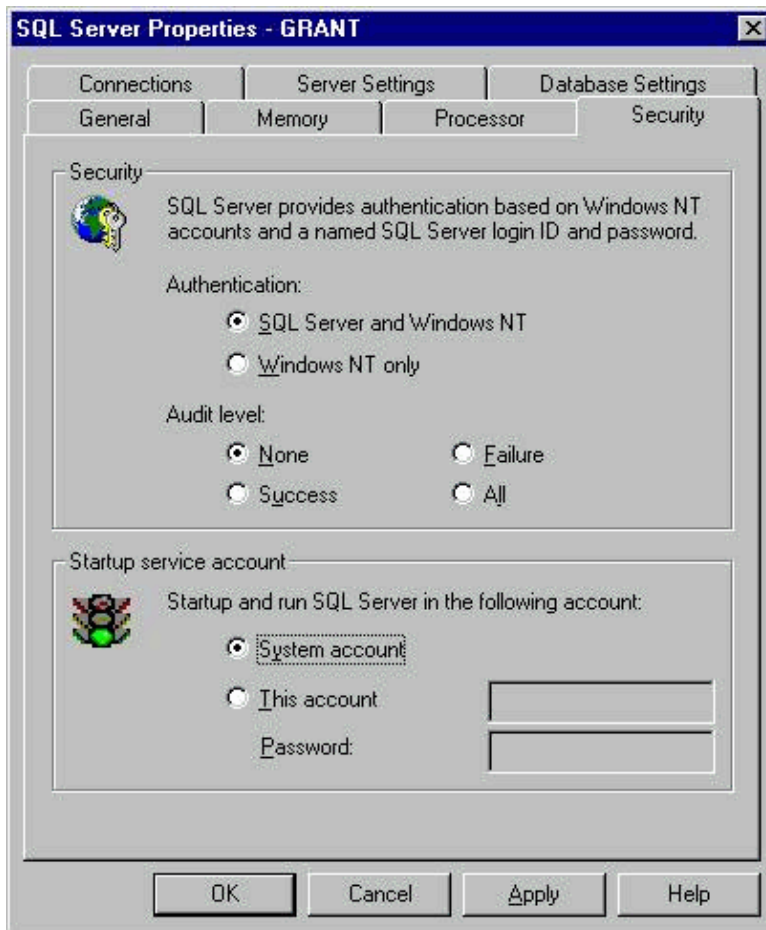 SQL Server Properties - GRANT
Connections Server Settings Database Settings
General Memory Processor Security
Security
SQL Server provides authentication based on Windows NT
accounts and a named SQL Server login ID and password.
Authentication:
SQL Server and Windows NT
Windows NT only
Audit level:
None Failure
Success All
Startup service account
Startup and run SQL Server in the following account:
System account
This account
Password:
OK Cancel Apply Help